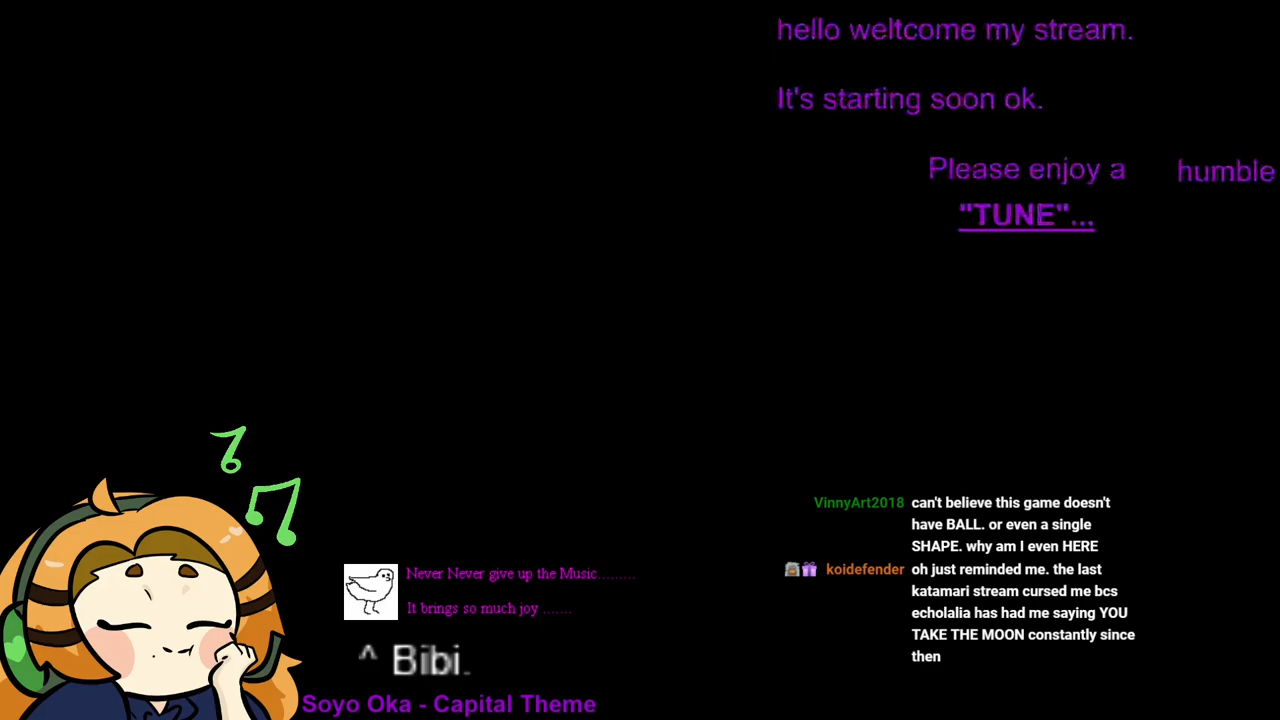 hello weltcome my stream.
It's starting soon ok.
Please enjoy a humble
"TUNE"...
VinnyArt2018 can't believe this game doesn't
have BALL. or even a single
SHAPE. why am I even HERE
koidefender oh just reminded me. the last
katamari stream cursed me bcs
echolalia has had me saying YOU
TAKE THE MOON constantly since
then
Never Never give up the Music.........
It brings so much joy .......
^ Bibi.
Soyo Oka - Capital Theme